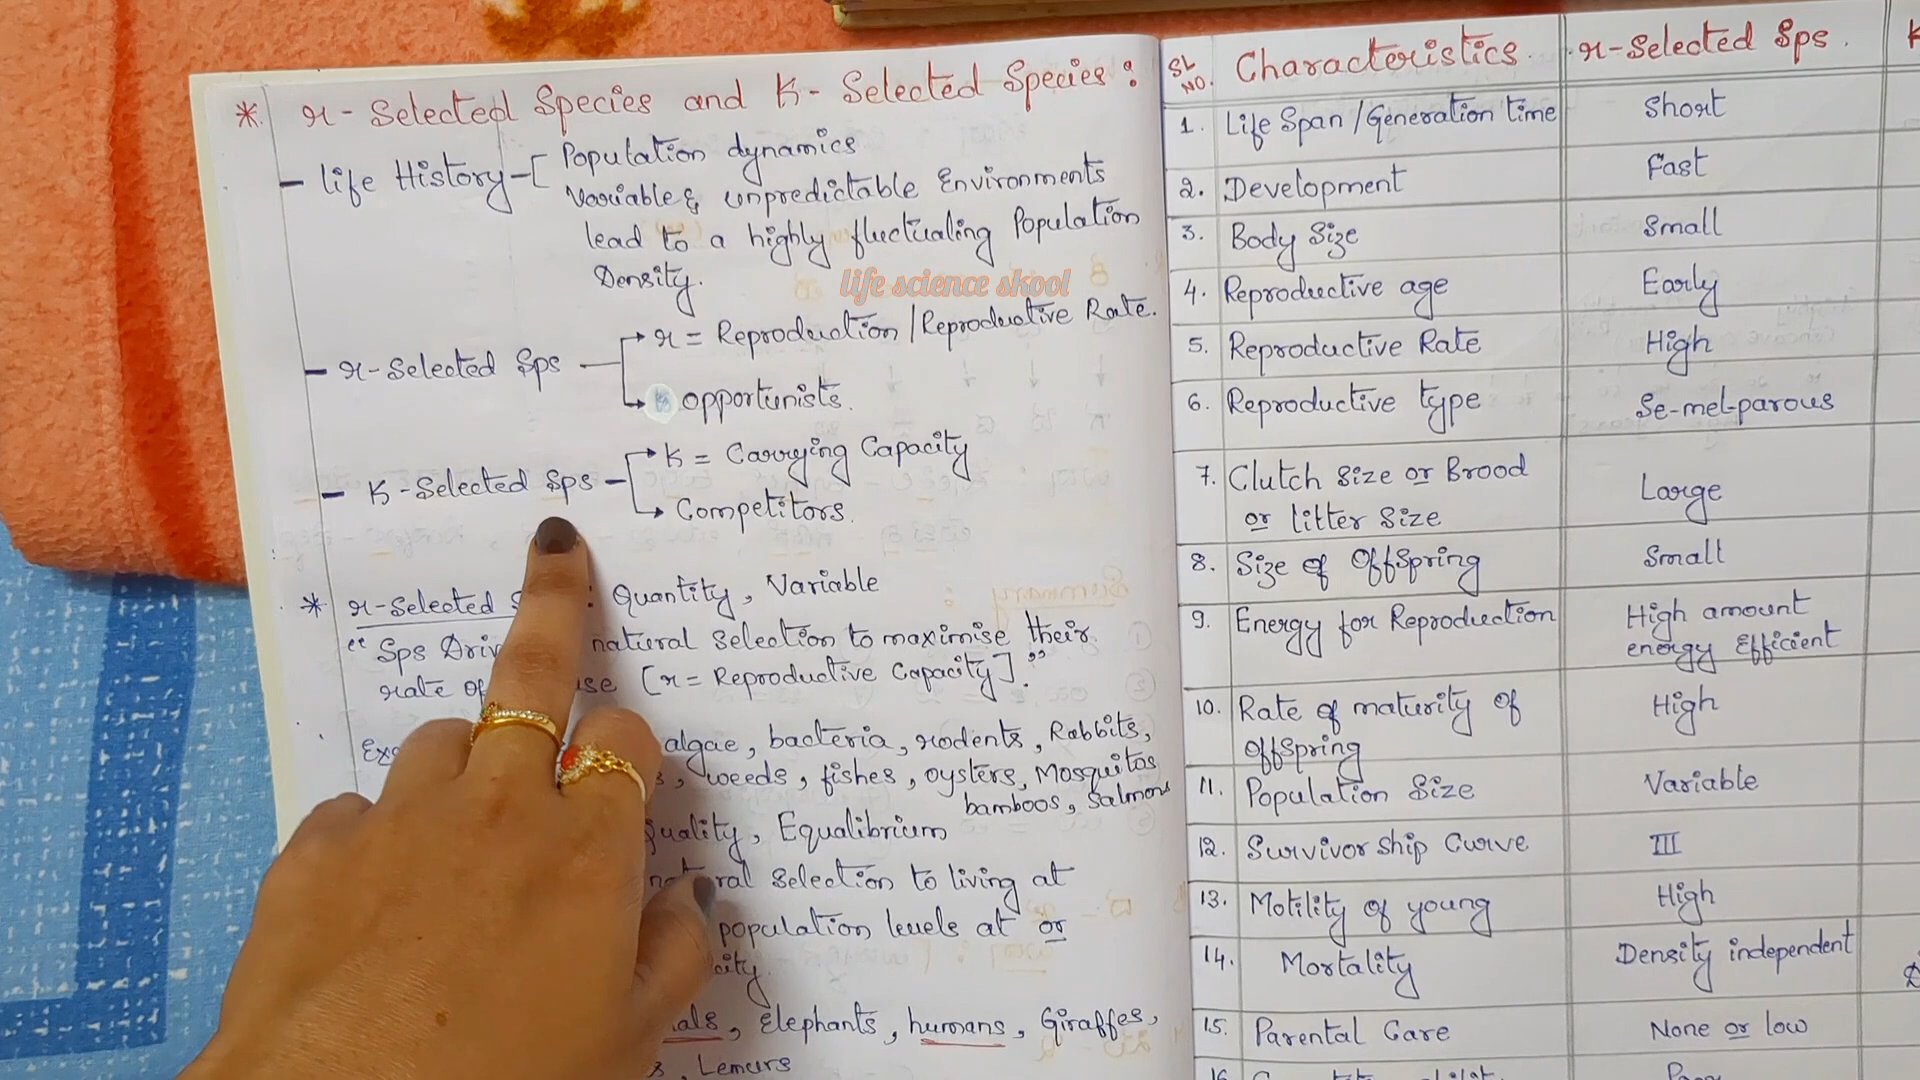 * r-Selected Species and K-Selected Species:
- life History - [ Population dynamics
Variable & unpredictable Environments
lead to a highly fluctuating Population
Density.
life science skool
- r-Selected Sps → r = Reproduction/Reproductive Rate.
→ opportunists.
- K-Selected Sps - → K = Carrying Capacity
→ Competitors.
* r-Selected S : Quantity, Variable
"Sps Driv natural Selection to maximise their
rate of [r = Reproductive Capacity]."
algae, bacteria, rodents, Rabbits,
, weeds, fishes, oysters, Mosquitos
bamboos, Salmons
Quality, Equalibrium
natural Selection to living at
population levels at or
city.
als, Elephants, humans, Giraffes,
s, Lemurs
SL NO. Characteristics r-Selected Sps. K
1. Life Span/Generation time Short
2. Development Fast
3. Body Size Small
4. Reproductive age Early
5. Reproductive Rate High
6. Reproductive type Se-mel-parous
7. Clutch Size or Brood
or litter Size Large
8. Size of Offspring Small
9. Energy for Reproduction High amount
energy Efficient
10. Rate of maturity of High
Offspring
11. Population Size Variable
12. Survivor ship Curve III
13. Motility of young High
14. Mortality Density independent
15. Parental Care None or low
16.